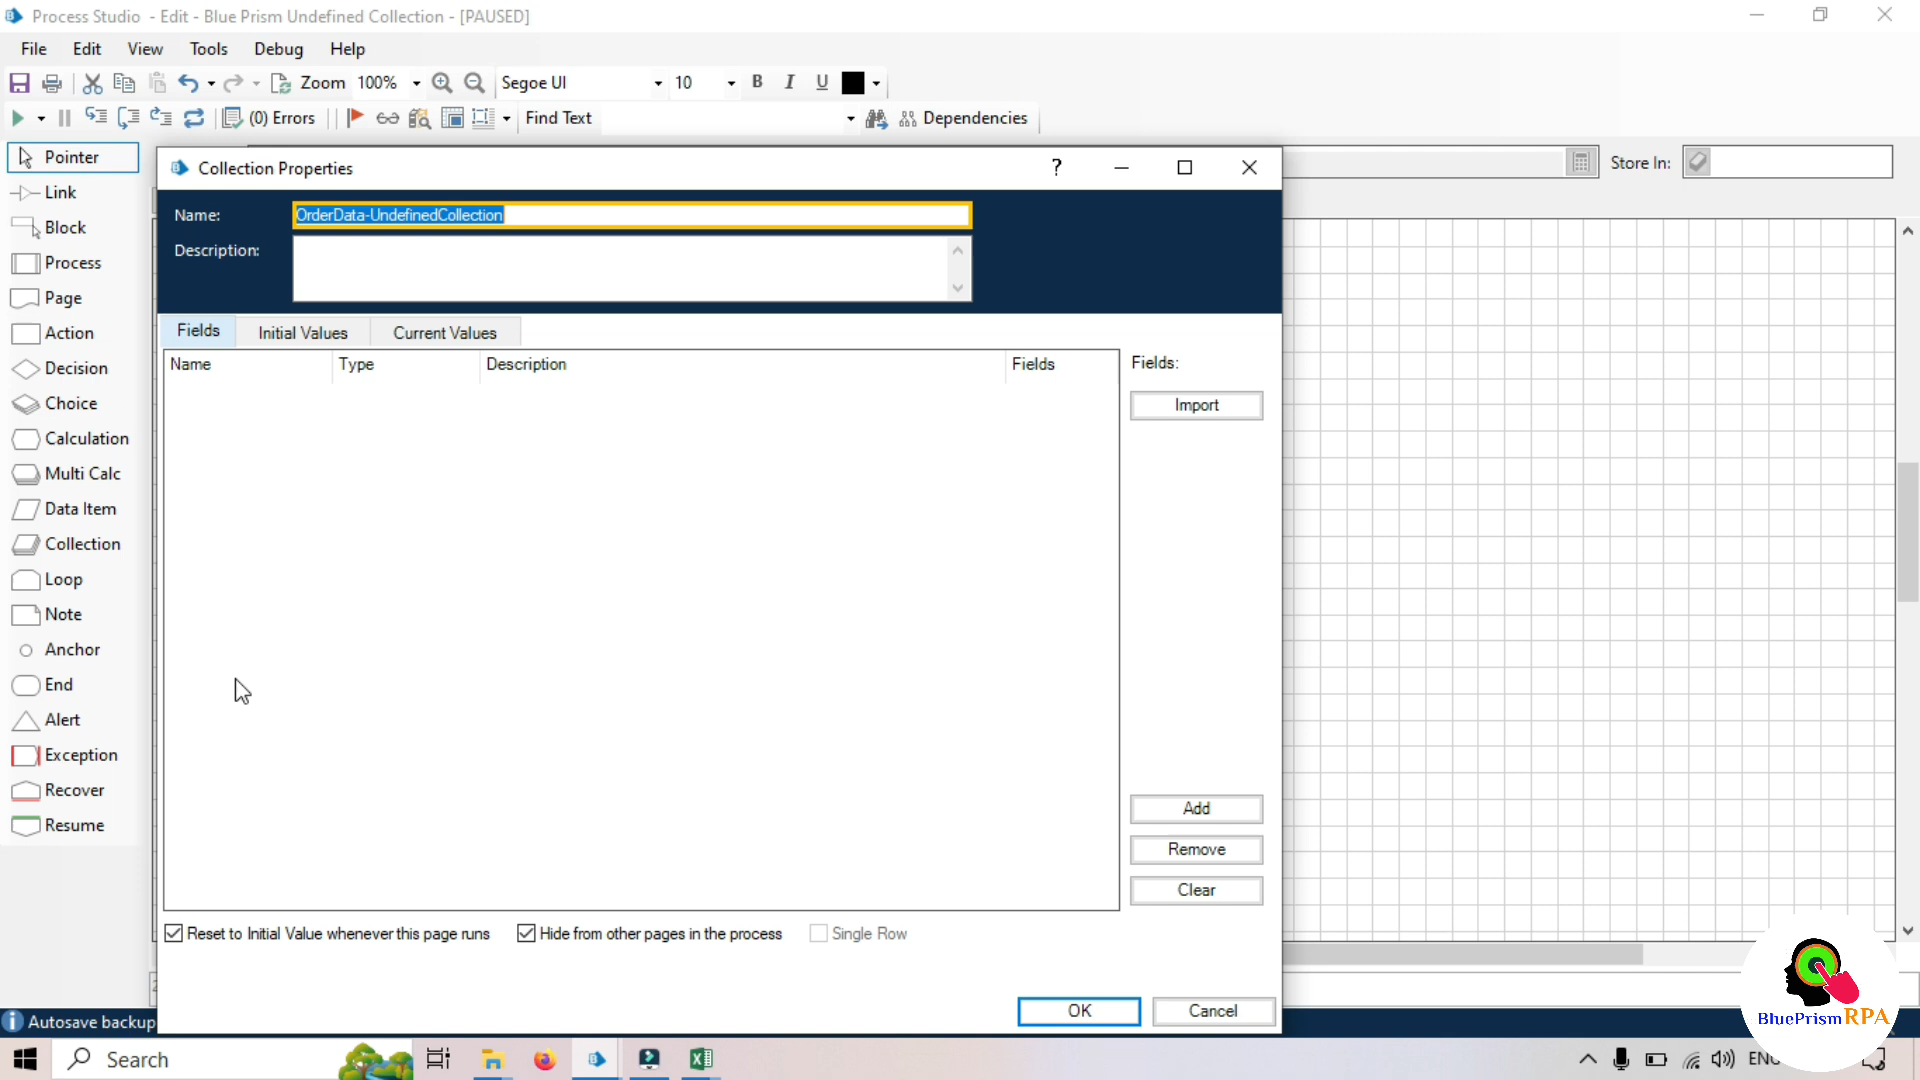 Process Studio - Edit - Blue Prism Undefined Collection - [PAUSED]
File Edit View Tools Debug Help
Zoom 100% Segoe UI 10 B I U
(0) Errors Find Text Dependencies
Pointer
Link
Block
Process
Page
Action
Decision
Choice
Calculation
Multi Calc
Data Item
Collection
Loop
Note
Anchor
End
Alert
Exception
Recover
Resume
Store In:
Collection Properties
?
Name: OrderData-UndefinedCollection
Description:
Fields Initial Values Current Values
Name Type Description Fields
Fields:
Import
Add
Remove
Clear
Reset to Initial Value whenever this page runs Hide from other pages in the process Single Row
OK Cancel
Autosave backup
BluePrism RPA
Search